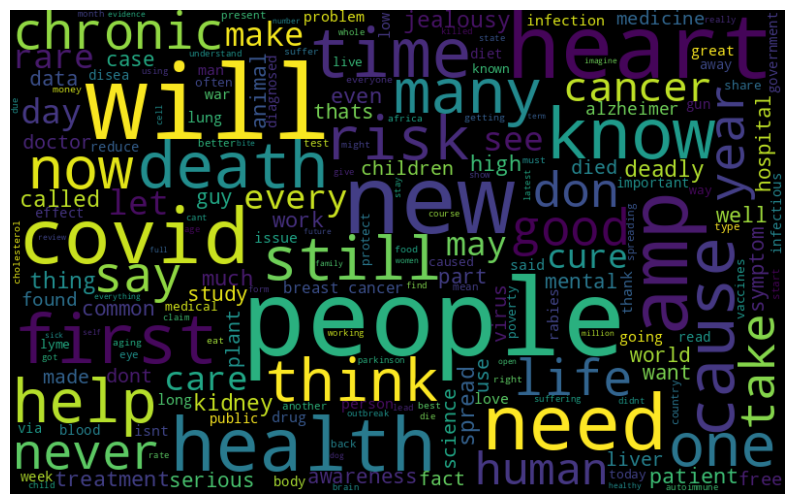 month evidence
present
number
really
problem
jealousy
infection
medicine
government
chronic
make
time
low
killed
state
heart
rare
case
war
man
whole
diet
understand
suffer
using
everyone
known
imagine
great
away
data
disea
often
animal
diagnosed
live
many
cancer
share
due
money
will
lung
thats
even
africa
getting
alzheimer
gun
day
cell
better
bite
test
might
term
must
doctor
reduce
risk
see
know
year
hospital
now
death
children
high
give
stay
show
died
latest
deadly
called
let
guy
every
new
don
important
way
infectious
effect
cant
work
future
course
good
amp
cause
well
type
covid
issue
protect
still
may
cure
spreading
vaccines
symptom
start
cholesterol
review
full
age
food
family
women
caused
find
said
mental
thank
say
thing
much
form
breast cancer
mean
part
virus
poverty
rabies
take
everything
found
study
people
going
common
medical
claim
plant
working
million
world
read
first
sick
self
parkinson
open
use
want
right
love
lyme
got
aging
eye
eat
think
life
suffering
didnt
made
dont
care
science
spread
country
help
long
kidney
another
person
lead
best
die
need
one
via
blood
isnt
public
drug
outbreak
back
human
liver
today
never
health
fact
patient
free
week
rate
treatment
serious
body
awareness
brain
child
healthy
autoimmune